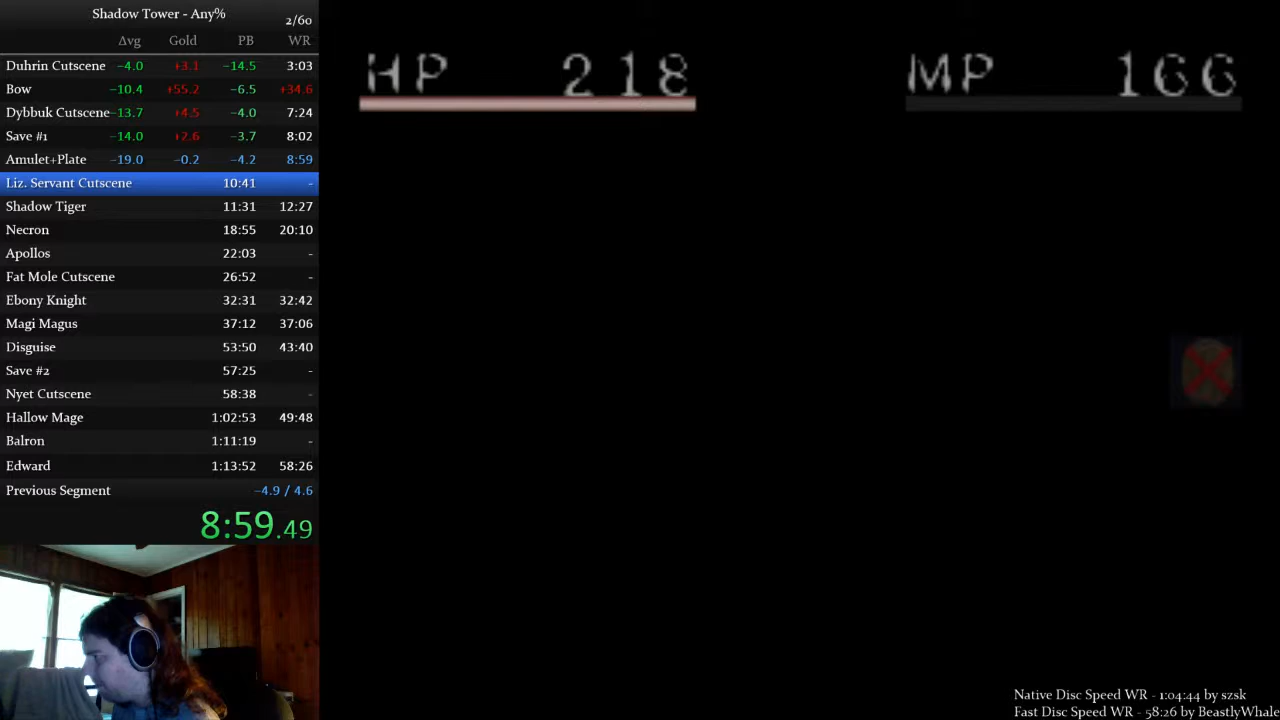 Shadow Tower - Any%
2/60
Δvg Gold PB WR
Duhrin Cutscene -4.0 +3.1 -14.5 3:03
Bow -10.4 +55.2 -6.5 +34.6
Dybbuk Cutscene -13.7 +4.5 -4.0 7:24
Save #1 -14.0 +2.6 -3.7 8:02
Amulet+Plate -19.0 -0.2 -4.2 8:59
Liz. Servant Cutscene 10:41 -
Shadow Tiger 11:31 12:27
Necron 18:55 20:10
Apollos 22:03 -
Fat Mole Cutscene 26:52 -
Ebony Knight 32:31 32:42
Magi Magus 37:12 37:06
Disguise 53:50 43:40
Save #2 57:25 -
Nyet Cutscene 58:38 -
Hallow Mage 1:02:53 49:48
Balron 1:11:19 -
Edward 1:13:52 58:26
Previous Segment -4.9 / 4.6
8:59.49
HP 218
MP 166
Native Disc Speed WR - 1:04:44 by szsk
Fast Disc Speed WR - 58:26 by BeastlyWhale